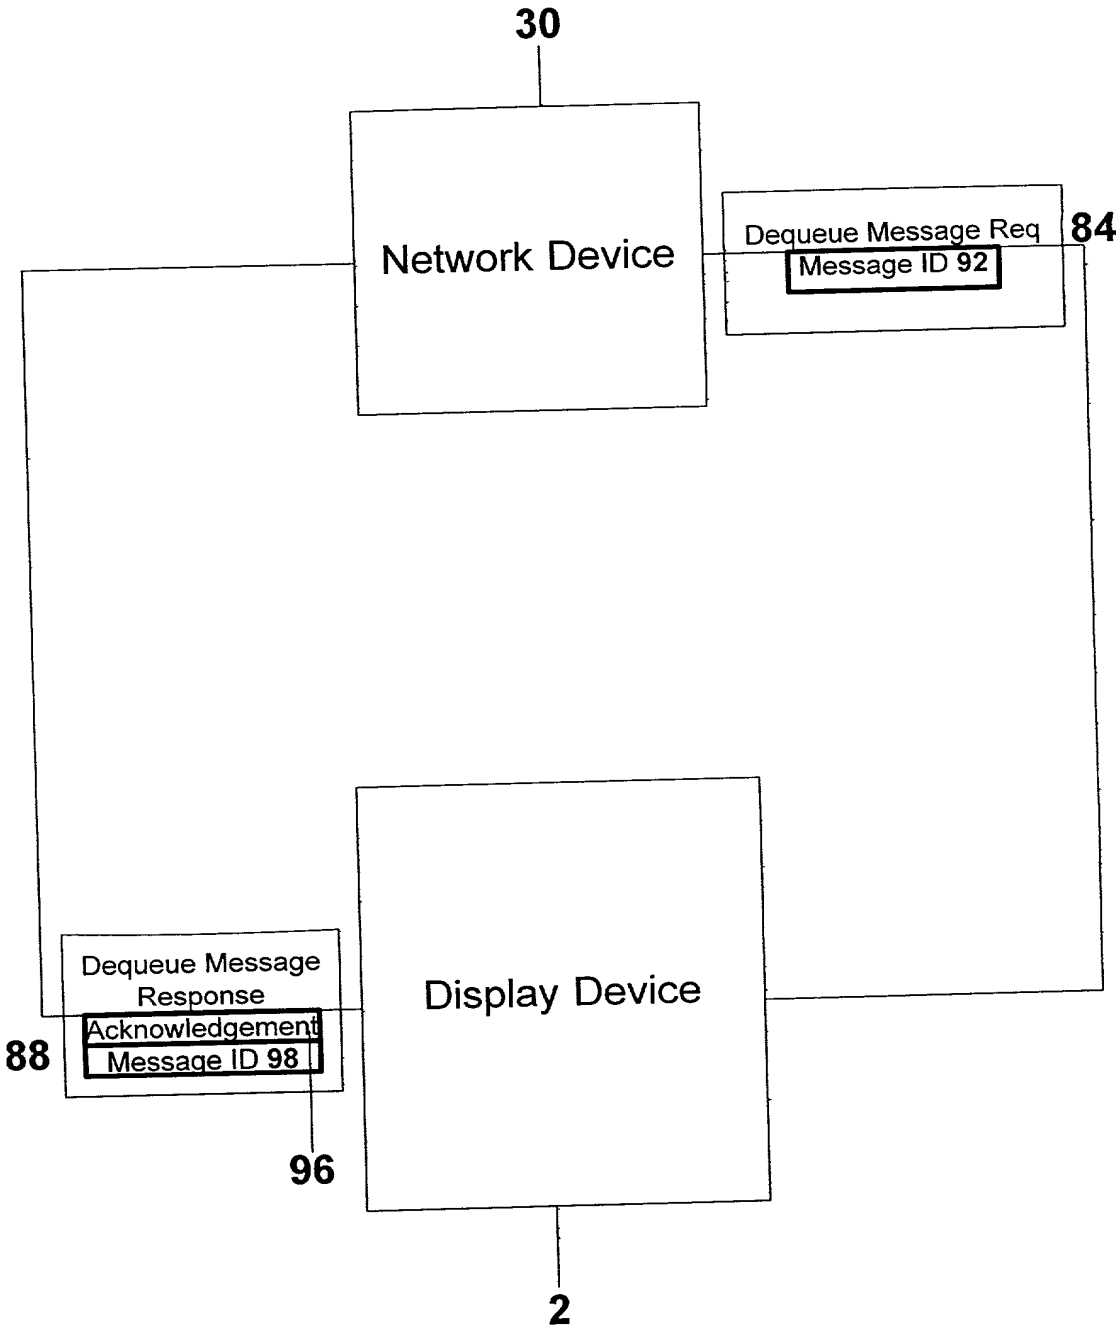 30
Network Device
Dequeue Message Req
84
Message ID 92
Display Device
Dequeue Message
Response
Acknowledgement
88
Message ID 98
96
2